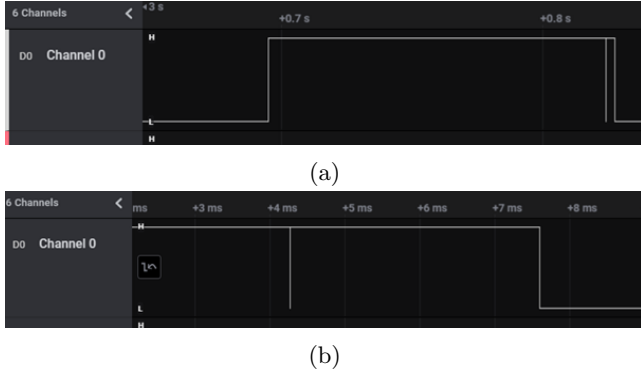 6 Channels
3 s
+0.7 s
+0.8 s
H
D0 Channel 0
L
H
(a)
6 Channels
ms
+3 ms
+4 ms
+5 ms
+6 ms
+7 ms
+8 ms
H
D0 Channel 0
L
H
(b)